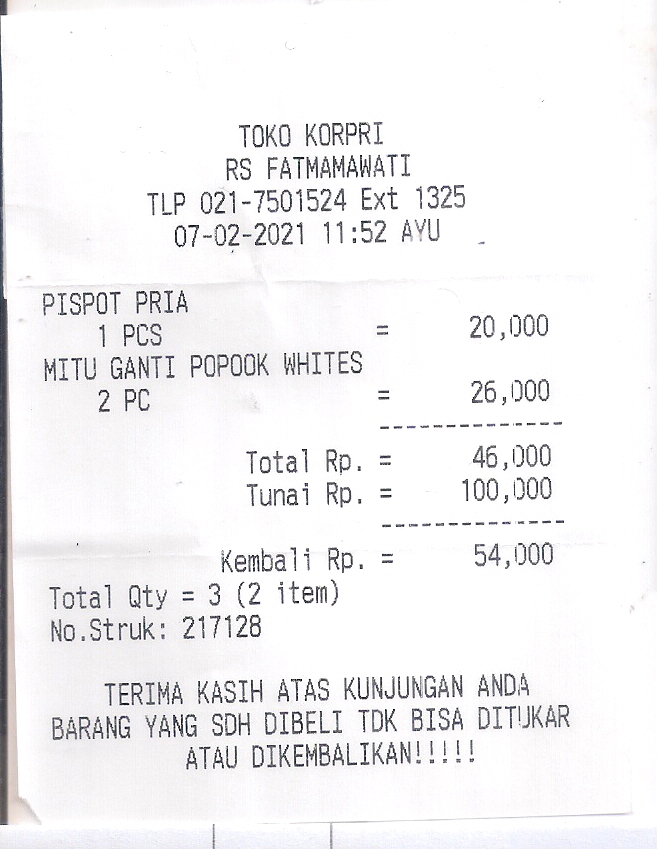 TOKO KORPRI
RS FATMAMAWATI
TLP 021-7501524 Ext 1325
07-02-2021 11:52 AYU
PISPOT PRIA
1 PCS = 20,000
MITU GANTI POPOOK WHITES
2 PC = 26,000
--------------
Total Rp. = 46,000
Tunai Rp. = 100,000
--------------
Kembali Rp. = 54,000
Total Qty = 3 (2 item)
No.Struk: 217128
TERIMA KASIH ATAS KUNJUNGAN ANDA
BARANG YANG SDH DIBELI TDK BISA DITUKAR
ATAU DIKEMBALIKAN!!!!!